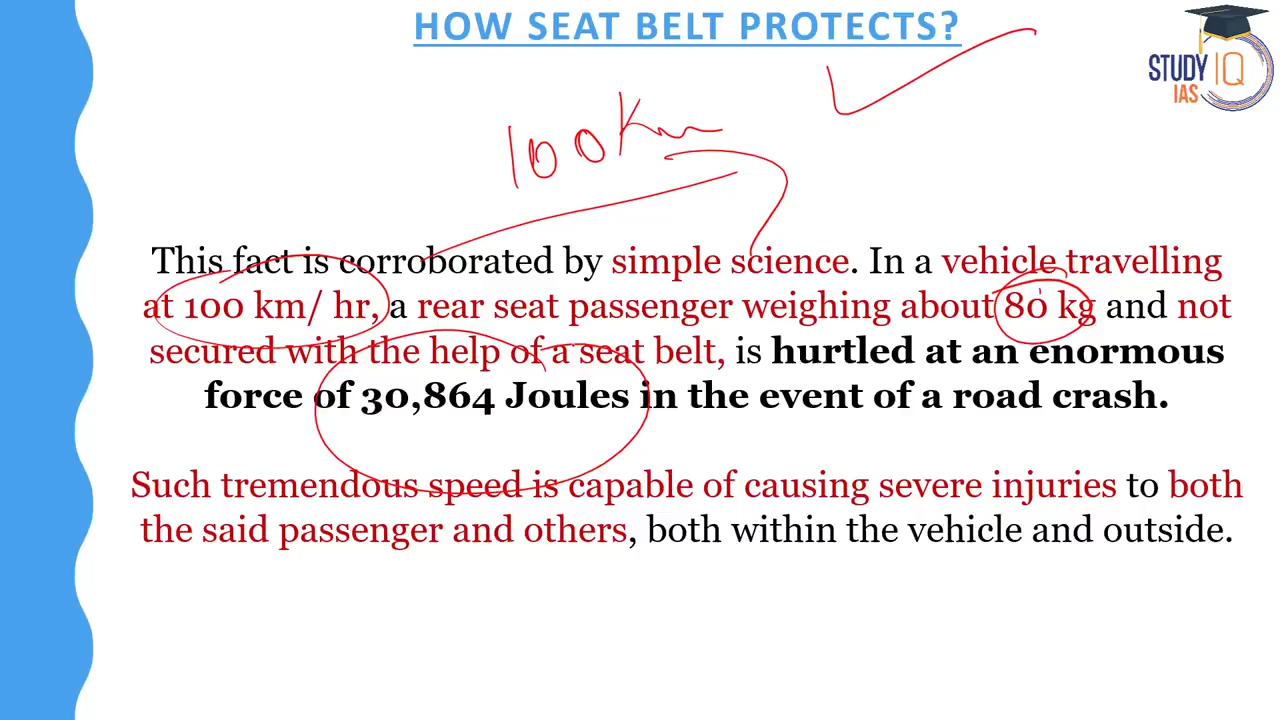 HOW SEAT BELT PROTECTS?
STUDY IQ
IAS
100 Km
This fact is corroborated by simple science. In a vehicle travelling
at 100 km/ hr, a rear seat passenger weighing about 80 kg and not
secured with the help of a seat belt, is hurtled at an enormous
force of 30,864 Joules in the event of a road crash.
Such tremendous speed is capable of causing severe injuries to both
the said passenger and others, both within the vehicle and outside.